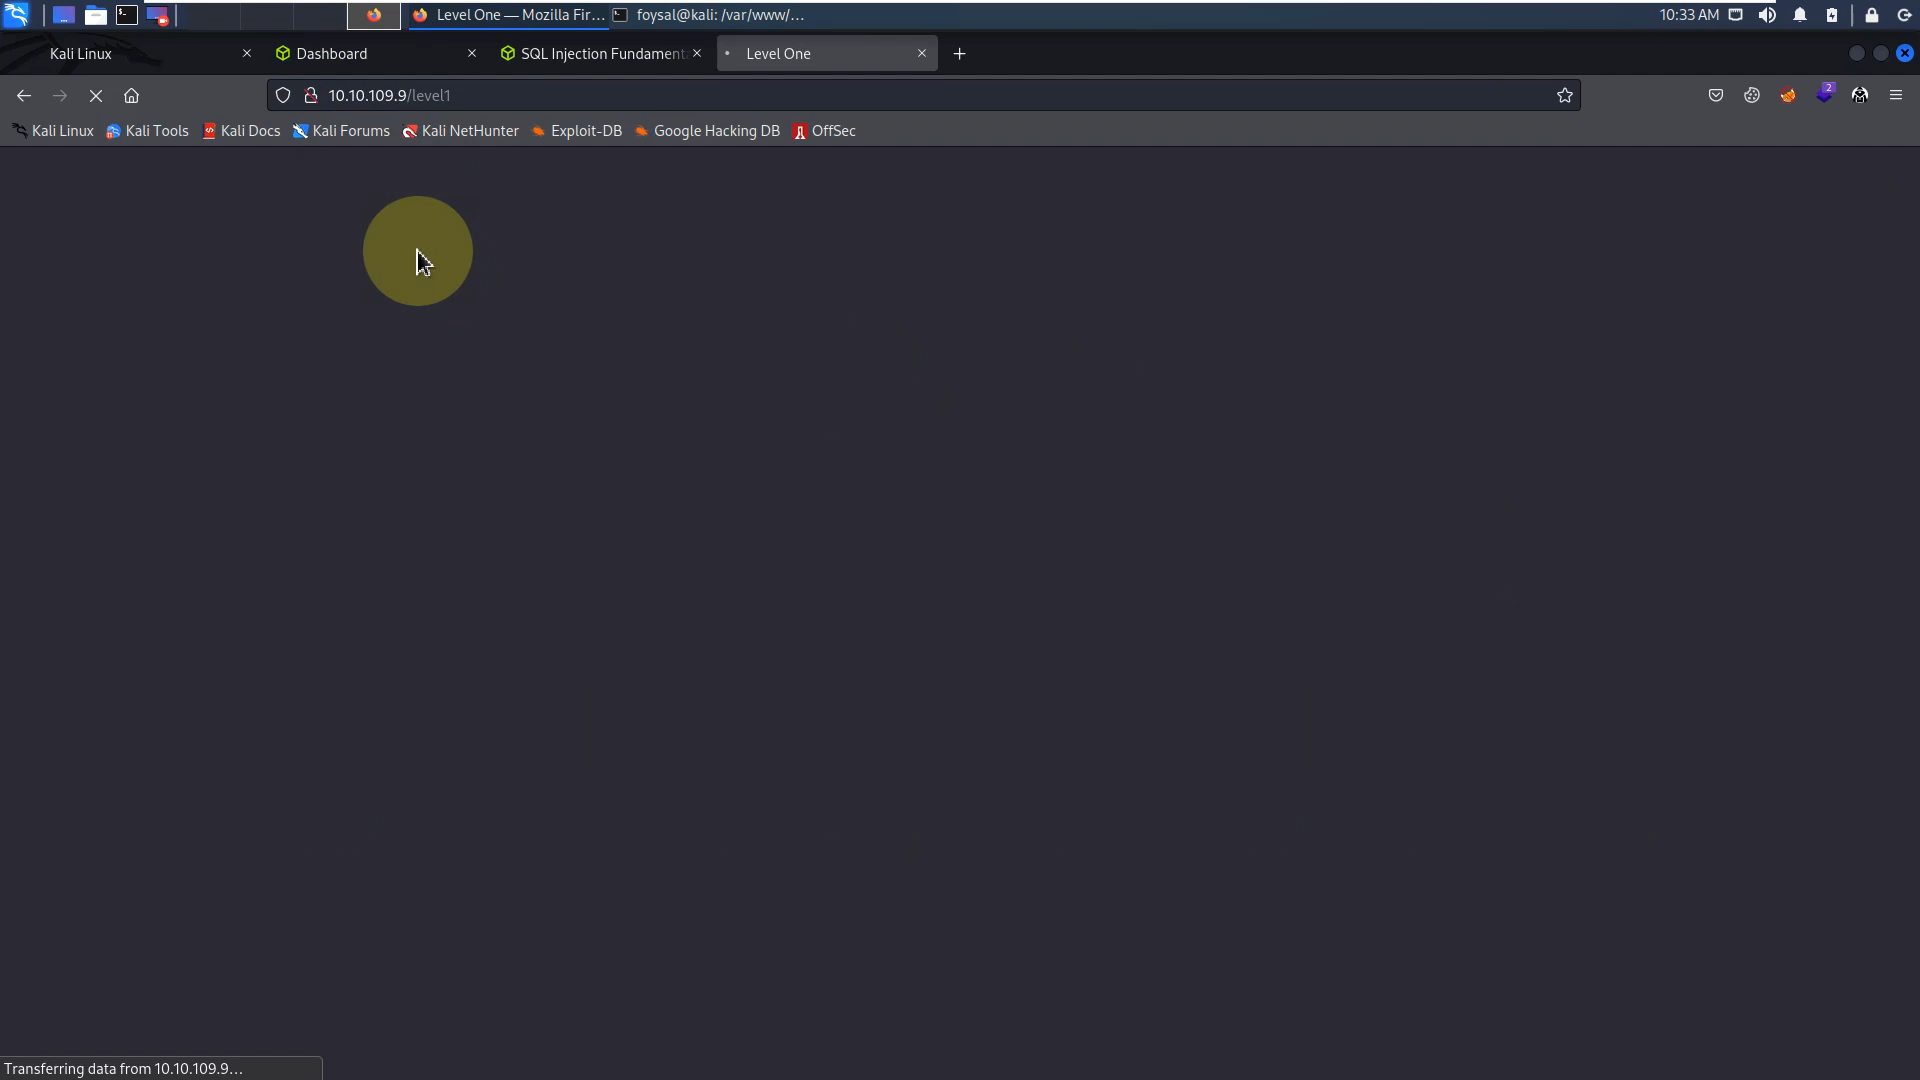 Level One — Mozilla Fir...
foysal@kali: /var/www/...
10:33 AM
Kali Linux
Dashboard
SQL Injection Fundament
Level One
10.10.109.9/level1
2
Kali Linux
Kali Tools
Kali Docs
Kali Forums
Kali NetHunter
Exploit-DB
Google Hacking DB
OffSec
Transferring data from 10.10.109.9...